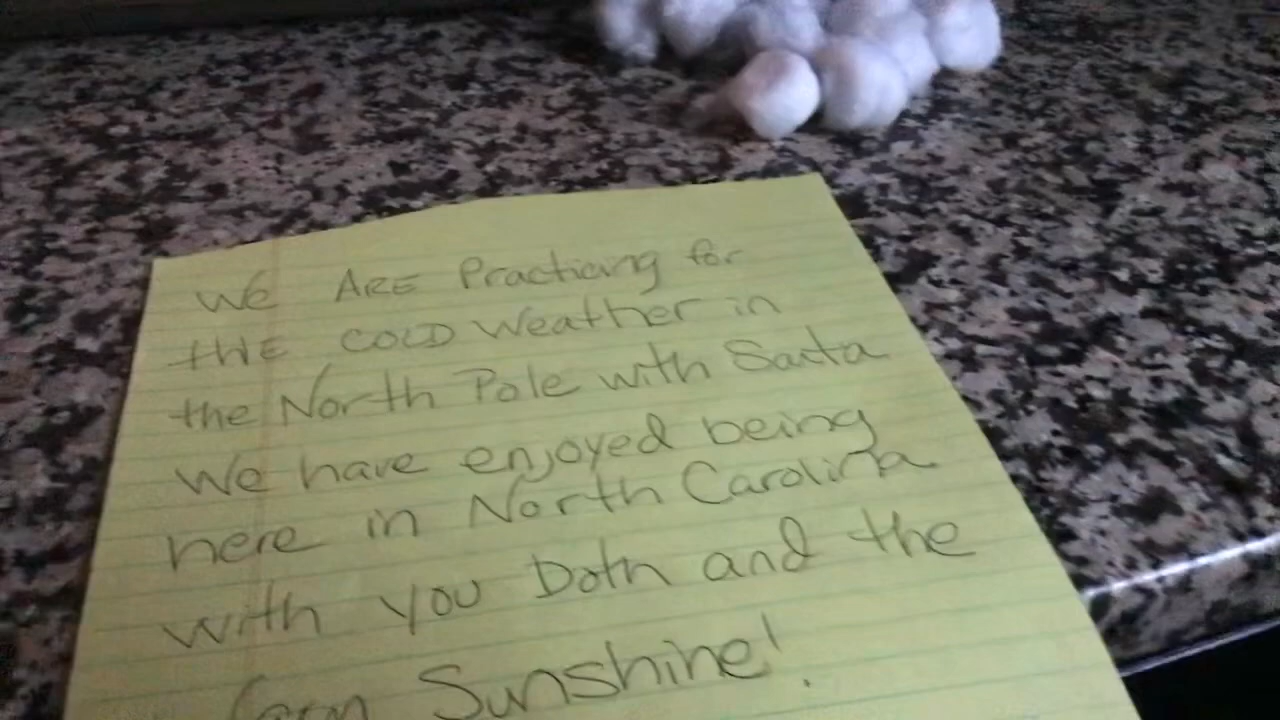 WE ARE Practicing for
tHE COLD Weather in
the North Pole with Santa
We have enjoyed being
here in North Carolina
with you Both and the
Sunshine!